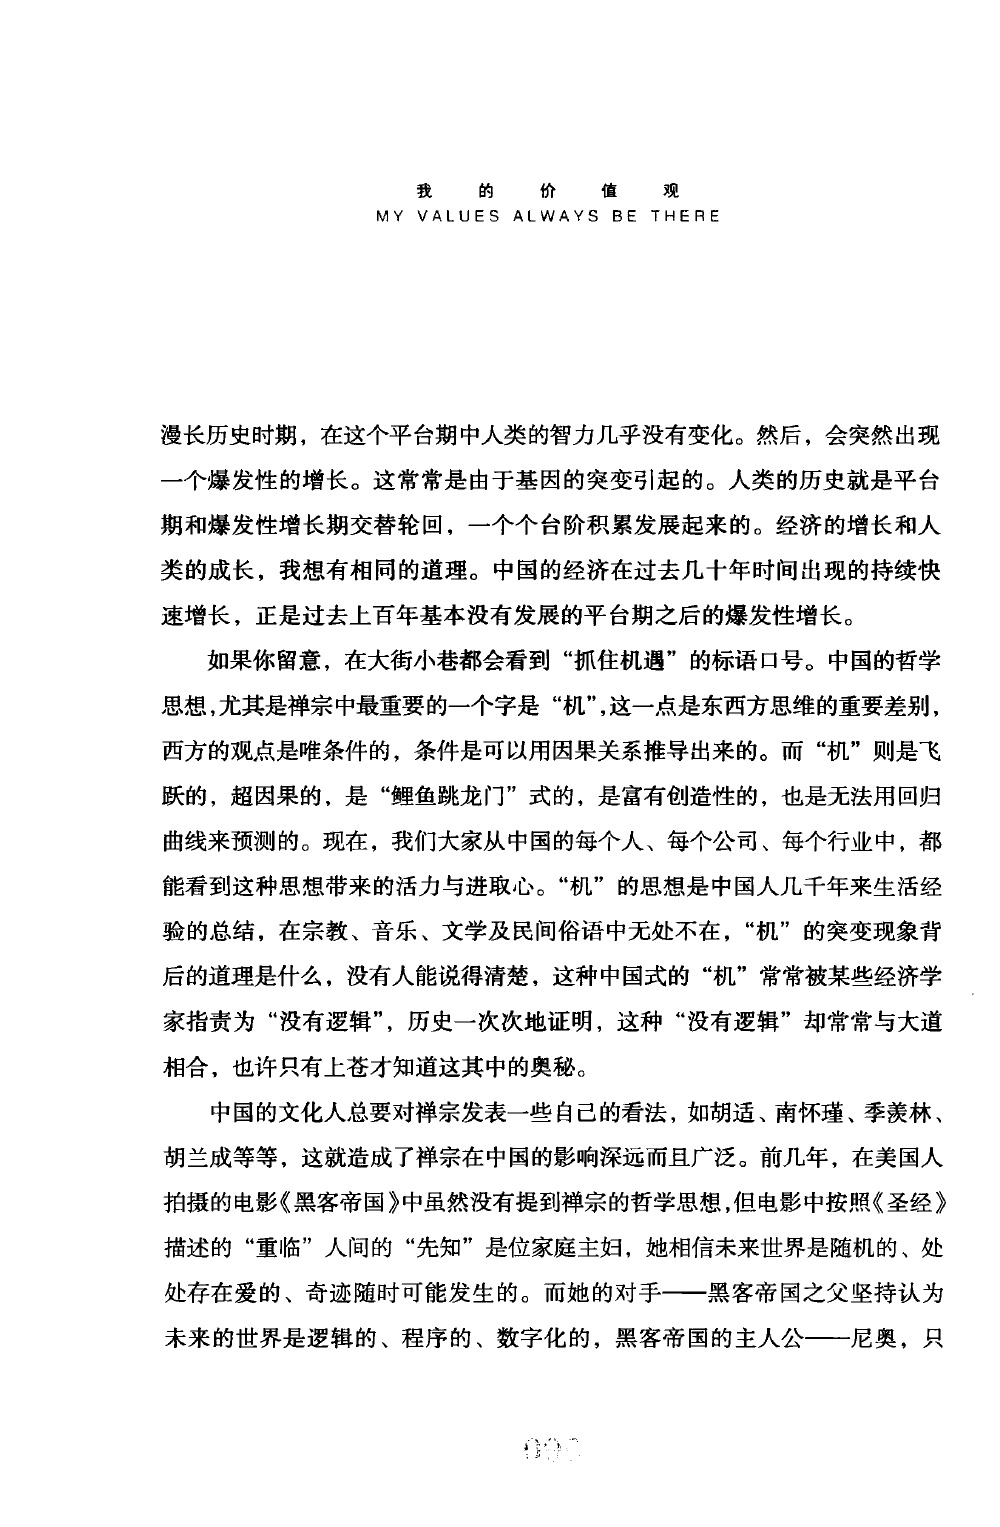 我的价值观
MY VALUES ALWAYS BE THERE
漫长历史时期，在这个平台期中人类的智力几乎没有变化。然后，会突然出现
一个爆发性的增长。这常常是由于基因的突变引起的。人类的历史就是平台
期和爆发性增长期交替轮回，一个个台阶积累发展起来的。经济的增长和人
类的成长，我想有相同的道理。中国的经济在过去几十年时间出现的持续快
速增长，正是过去上百年基本没有发展的平台期之后的爆发性增长。
如果你留意，在大街小巷都会看到“抓住机遇”的标语口号。中国的哲学
思想，尤其是禅宗中最重要的一个字是“机”，这一点是东西方思维的重要差别，
西方的观点是唯条件的，条件是可以用因果关系推导出来的。而“机”则是飞
跃的，超因果的，是“鲤鱼跳龙门”式的，是富有创造性的，也是无法用回归
曲线来预测的。现在，我们大家从中国的每个人、每个公司、每个行业中，都
能看到这种思想带来的活力与进取心。“机”的思想是中国人几千年来生活经
验的总结，在宗教、音乐、文学及民间俗语中无处不在，“机”的突变现象背
后的道理是什么，没有人能说得清楚，这种中国式的“机”常常被某些经济学
家指责为“没有逻辑”，历史一次次地证明，这种“没有逻辑”却常常与大道
相合，也许只有上苍才知道这其中的奥秘。
中国的文化人总要对禅宗发表一些自己的看法，如胡适、南怀瑾、季羡林、
胡兰成等等，这就造成了禅宗在中国的影响深远而且广泛。前几年，在美国人
拍摄的电影《黑客帝国》中虽然没有提到禅宗的哲学思想，但电影中按照《圣经》
描述的“重临”人间的“先知”是位家庭主妇，她相信未来世界是随机的、处
处存在爱的、奇迹随时可能发生的。而她的对手——黑客帝国之父坚持认为
未来的世界是逻辑的、程序的、数字化的，黑客帝国的主人公——尼奥，只